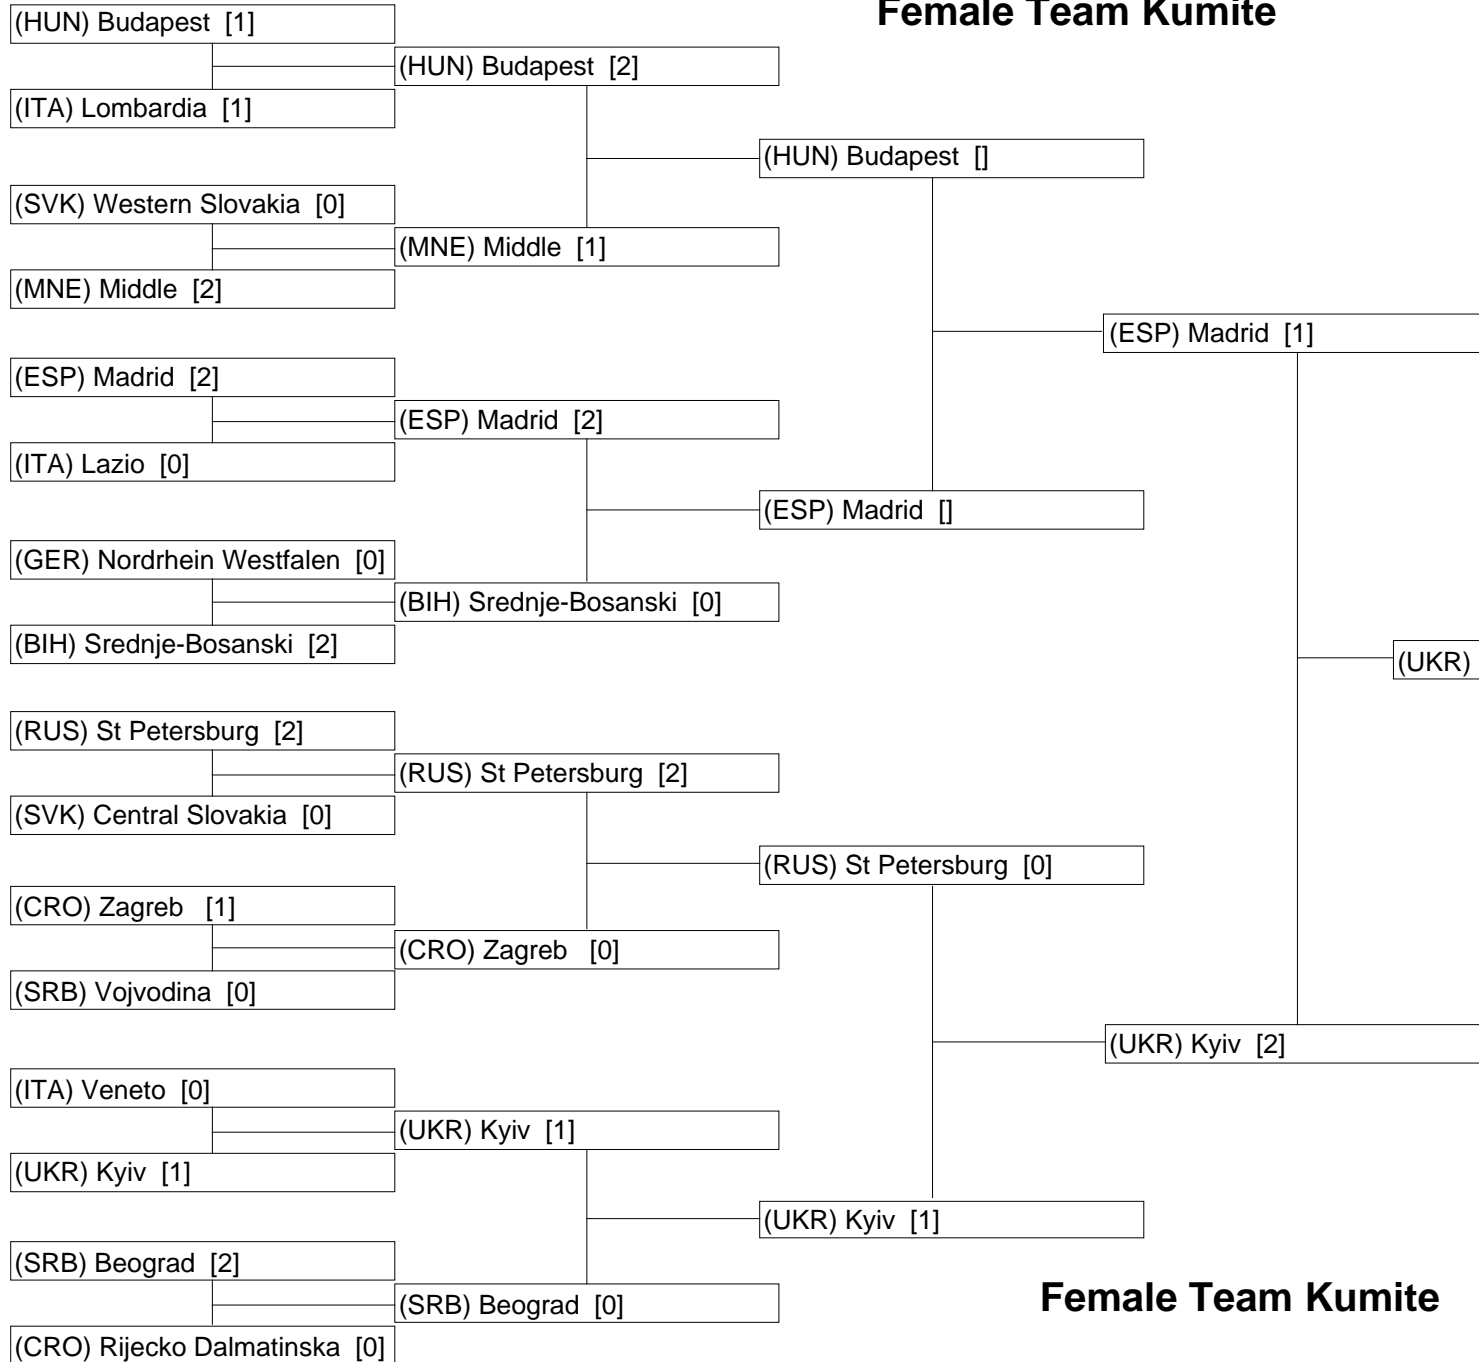 Female Team Kumite
(HUN) Budapest [1]
(HUN) Budapest [2]
(ITA) Lombardia [1]
(HUN) Budapest []
(SVK) Western Slovakia [0]
(MNE) Middle [1]
(MNE) Middle [2]
(ESP) Madrid [1]
(ESP) Madrid [2]
(ESP) Madrid [2]
(ITA) Lazio [0]
(ESP) Madrid []
(GER) Nordrhein Westfalen [0]
(BIH) Srednje-Bosanski [0]
(BIH) Srednje-Bosanski [2]
(UKR)
(RUS) St Petersburg [2]
(RUS) St Petersburg [2]
(SVK) Central Slovakia [0]
(RUS) St Petersburg [0]
(CRO) Zagreb [1]
(CRO) Zagreb [0]
(SRB) Vojvodina [0]
(UKR) Kyiv [2]
(ITA) Veneto [0]
(UKR) Kyiv [1]
(UKR) Kyiv [1]
(UKR) Kyiv [1]
(SRB) Beograd [2]
(SRB) Beograd [0]
Female Team Kumite
(CRO) Rijecko Dalmatinska [0]